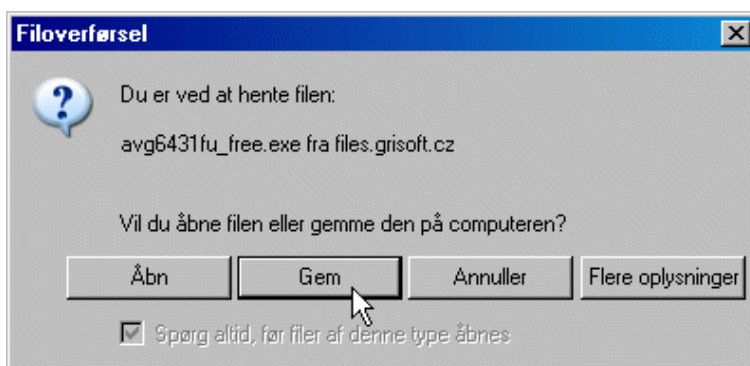 Filoverførsel
Du er ved at hente filen:
avg6431fu_free.exe fra files.grisoft.cz
Vil du åbne filen eller gemme den på computeren?
Åbn Gem Annuller Flere oplysninger
Spørg altid, før filer af denne type åbnes